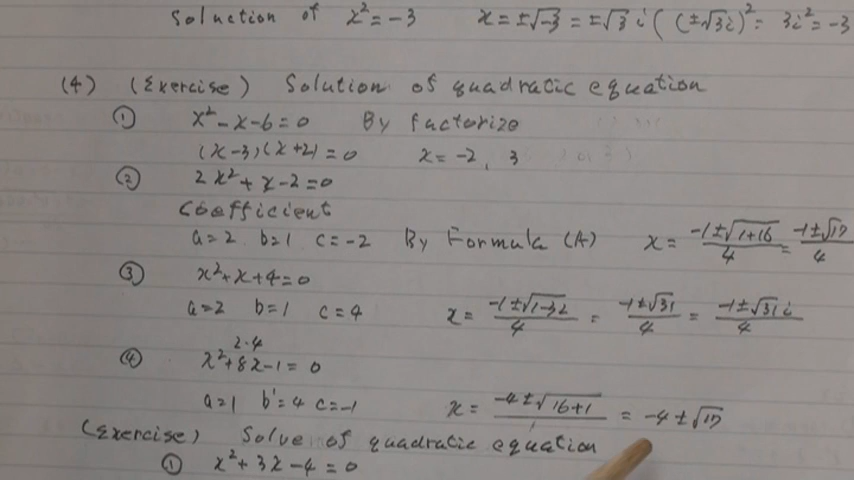 Solution of x²=-3 x=±√-3=±√3 i ( (±√3i)²= 3i²=-3
(4) (Exercise) Solution of quadratic equation
① x²-x-6=0 By factorize
(x-3)(x+2)=0 x=-2, 3
② 2x²+x-2=0
Coefficient
a=2 b=1 c=-2 By Formula (A) x= (-1±√1+16)/4 = (-1±√17)/4
③ x²+x+4=0
a=2 b=1 c=4 x= (-1±√1-32)/4 = (-1±√31)/4 = (-1±√31 i)/4
2·4
④ x²+8x-1=0
a=1 b'=4 c=-1 x= (-4±√16+1)/1 = -4±√17
(Exercise) Solve of quadratic equation
① x²+3x-4=0